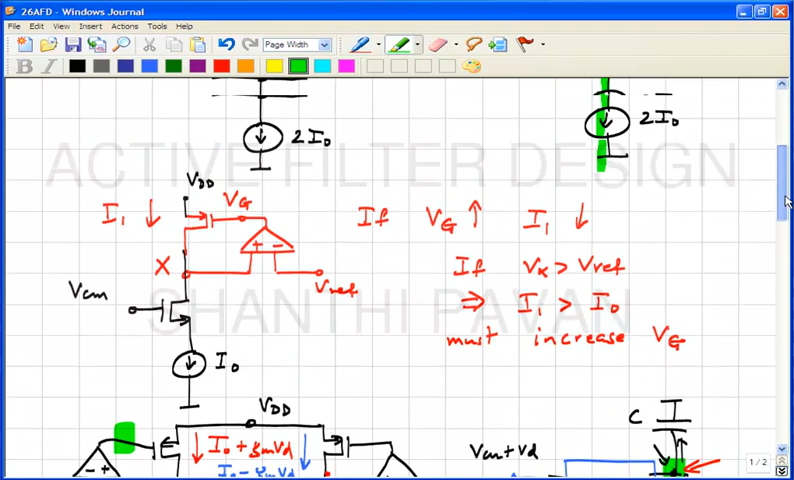 26AFD - Windows Journal
File Edit View Insert Actions Tools Help
Page Width
B I
2I0
2I0
ACTIVE FILTER DESIGN
VDD
I1 ↓
VG
If VG ↑ I1 ↓
X
+ -
Vref
If Vx > Vref
Vcm
SHANTHI PAVAN
⇒ I1 > I0
must increase VG
I0
VDD
C
I0 + gmVd
I0 - gmVd
Vcm + Vd
- +
1 / 2